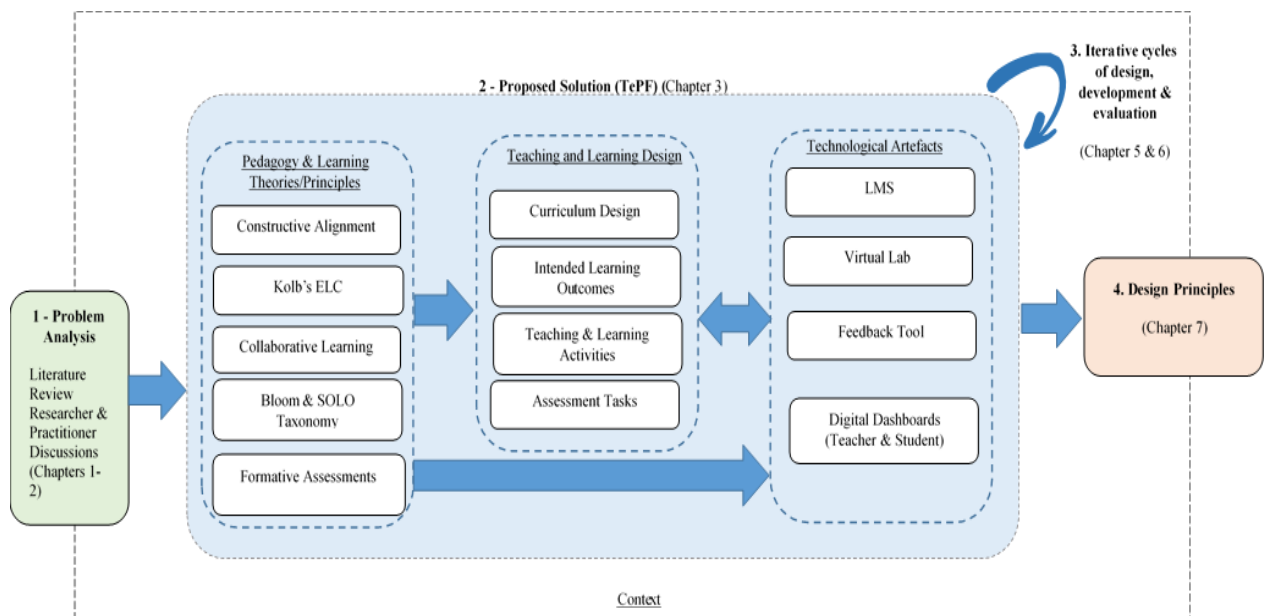 1 - Problem
Analysis
Literature
Review
Researcher &
Practitioner
Discussions
(Chapters 1-
2)
2 - Proposed Solution (TePF) (Chapter 3)
Pedagogy & Learning
Theories/Principles
Constructive Alignment
Kolb's ELC
Collaborative Learning
Bloom & SOLO
Taxonomy
Formative Assessments
Teaching and Learning Design
Curriculum Design
Intended Learning
Outcomes
Teaching & Learning
Activities
Assessment Tasks
Technological Artefacts
LMS
Virtual Lab
Feedback Tool
Digital Dashboards
(Teacher & Student)
3. Iterative cycles
of design,
development &
evaluation
(Chapter 5 & 6)
4. Design Principles
(Chapter 7)
Context